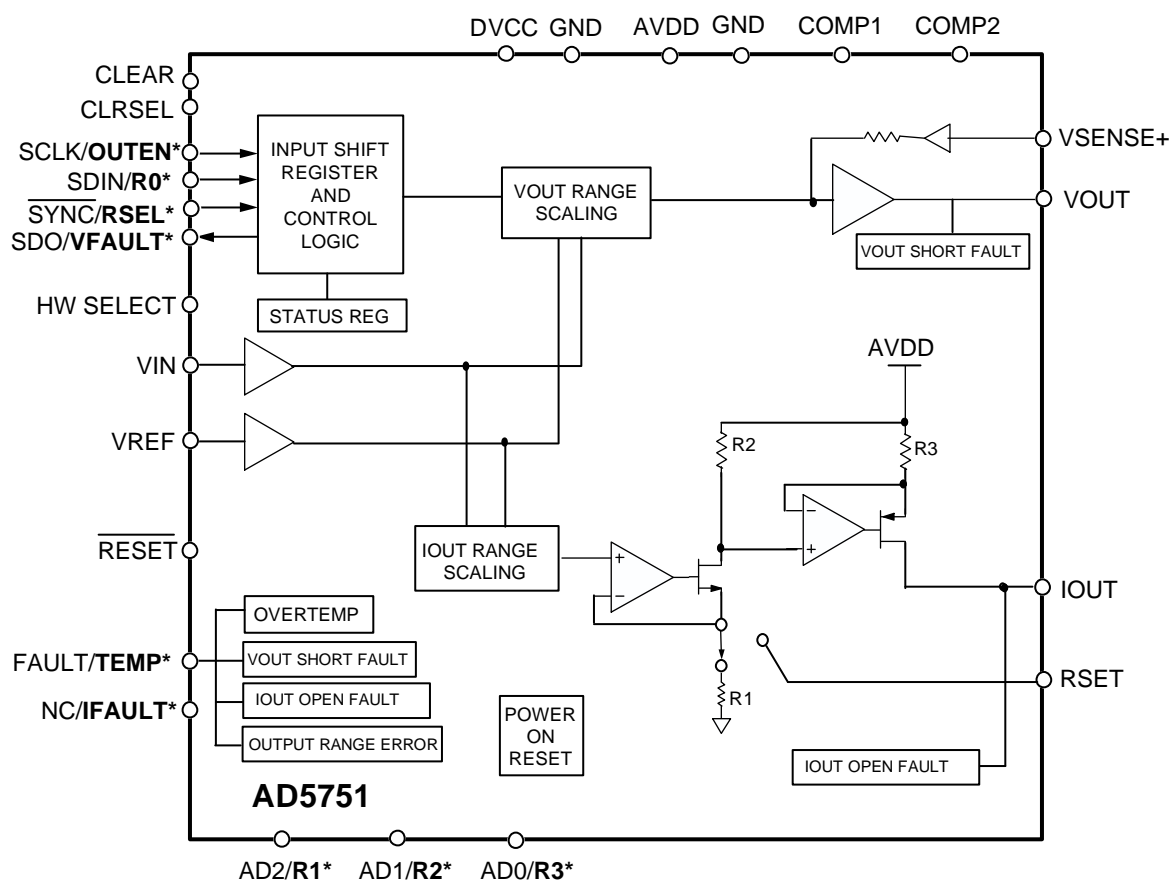 DVCC GND AVDD GND COMP1 COMP2
CLEAR
CLRSEL
SCLK/OUTEN*
SDIN/R0*
SYNC/RSEL*
SDO/VFAULT*
HW SELECT
VIN
VREF
RESET
FAULT/TEMP*
NC/IFAULT*
INPUT SHIFT
REGISTER
AND
CONTROL
LOGIC
STATUS REG
VOUT RANGE
SCALING
VSENSE+
VOUT
VOUT SHORT FAULT
AVDD
R2
R3
IOUT RANGE
SCALING
+
−
−
+
R1
IOUT
RSET
OVERTEMP
VOUT SHORT FAULT
IOUT OPEN FAULT
OUTPUT RANGE ERROR
POWER
ON
RESET
IOUT OPEN FAULT
AD5751
AD2/R1* AD1/R2* AD0/R3*